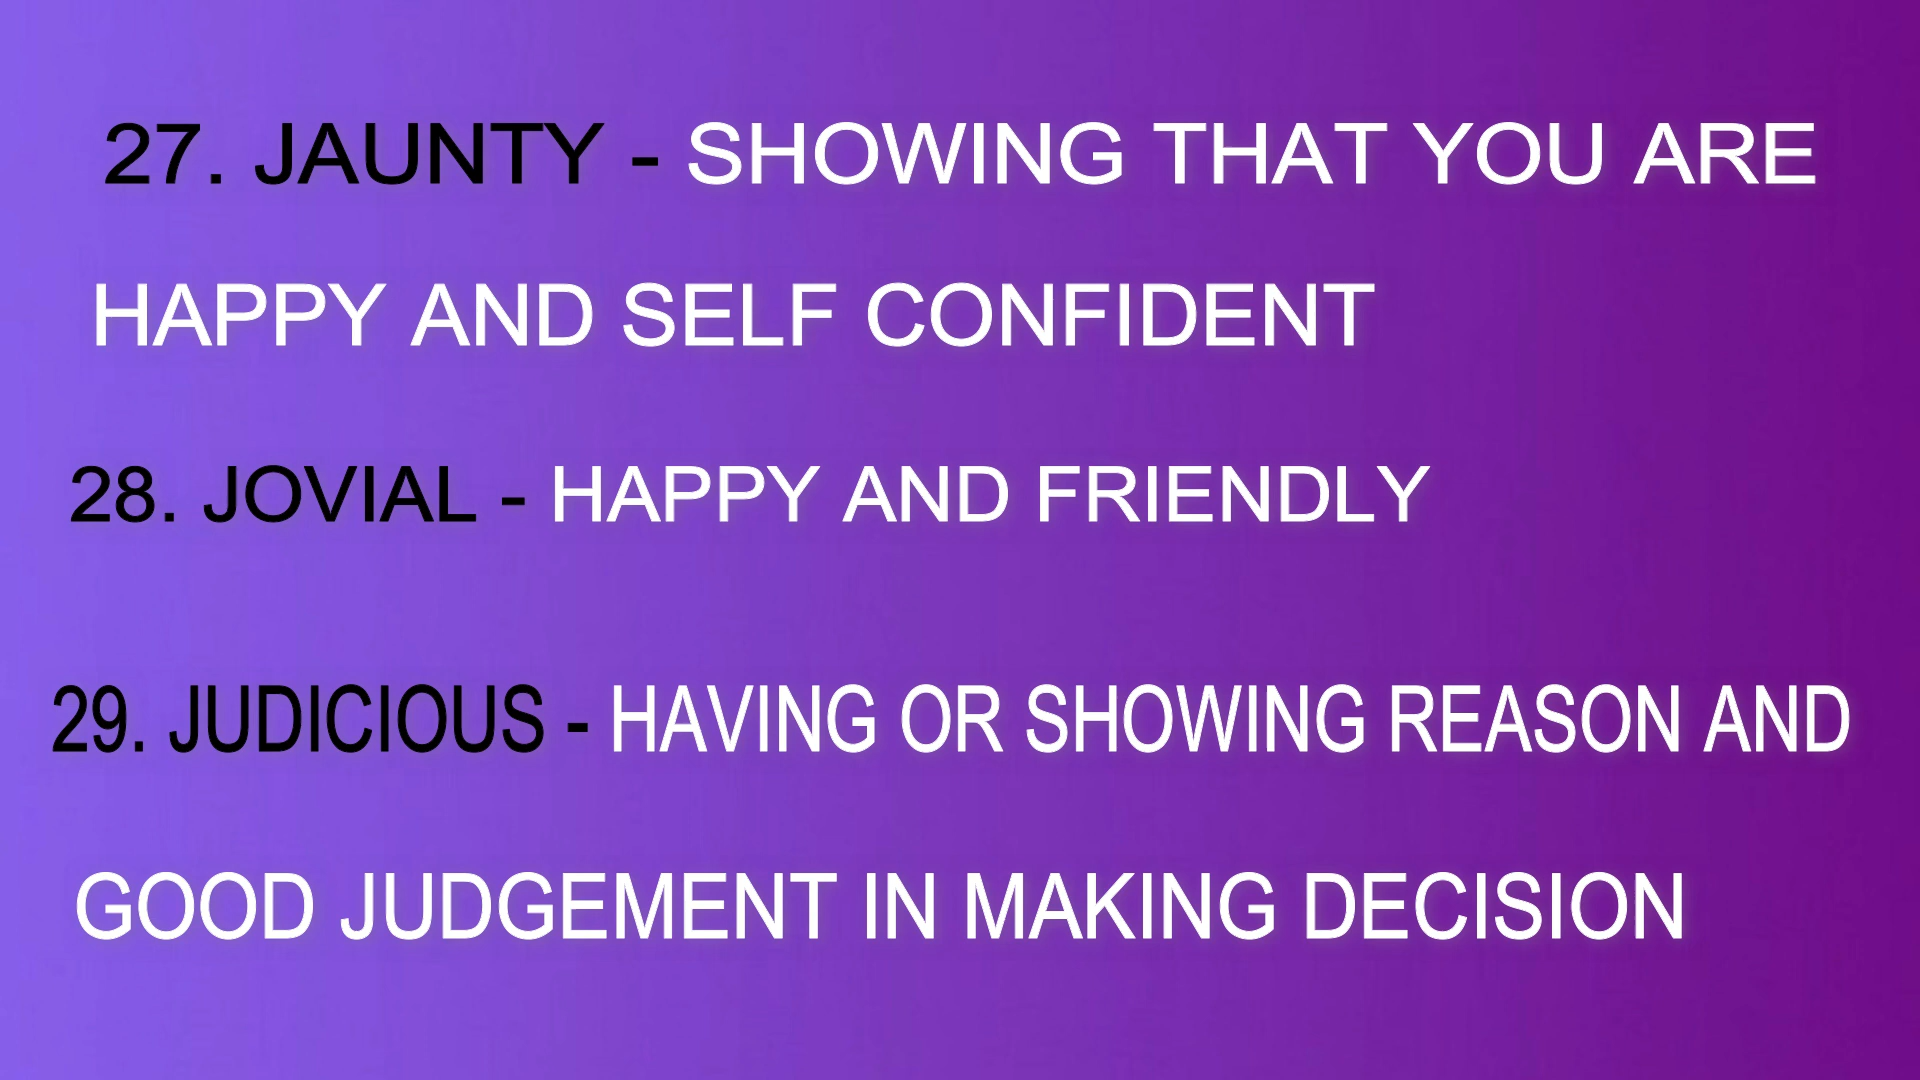 27. JAUNTY - SHOWING THAT YOU ARE
HAPPY AND SELF CONFIDENT
28. JOVIAL - HAPPY AND FRIENDLY
29. JUDICIOUS - HAVING OR SHOWING REASON AND
GOOD JUDGEMENT IN MAKING DECISION